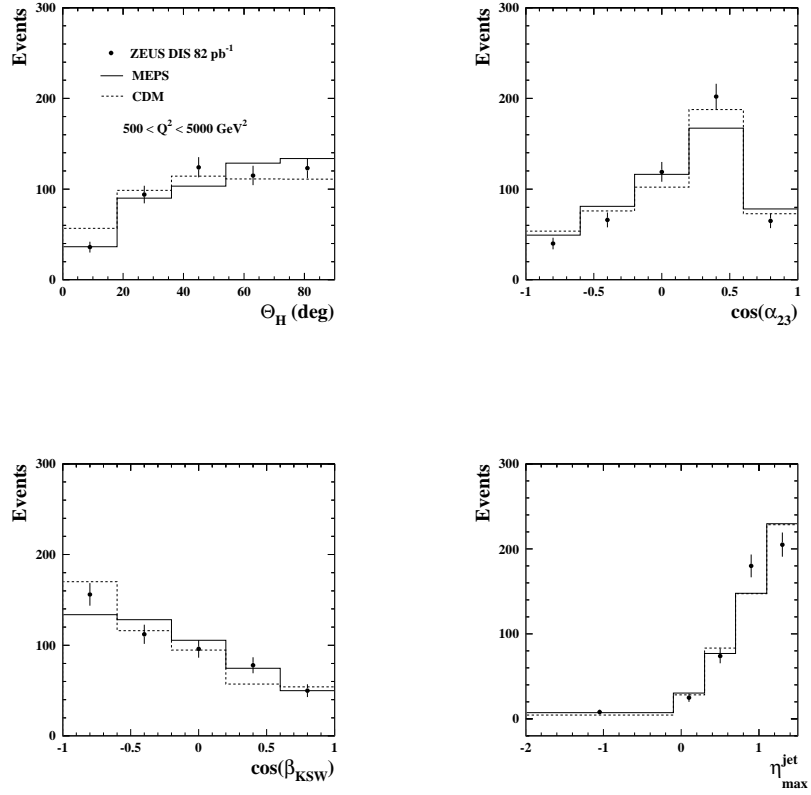 Events
300
200
100
0
ZEUS DIS 82 pb-1
MEPS
CDM
500 < Q2 < 5000 GeV2
0 20 40 60 80
ΘH (deg)
Events
300
200
100
0
-1 -0.5 0 0.5 1
cos(α23)
Events
300
200
100
0
-1 -0.5 0 0.5 1
cos(βKSW)
Events
300
200
100
0
-2 -1 0 1
ηjetmax